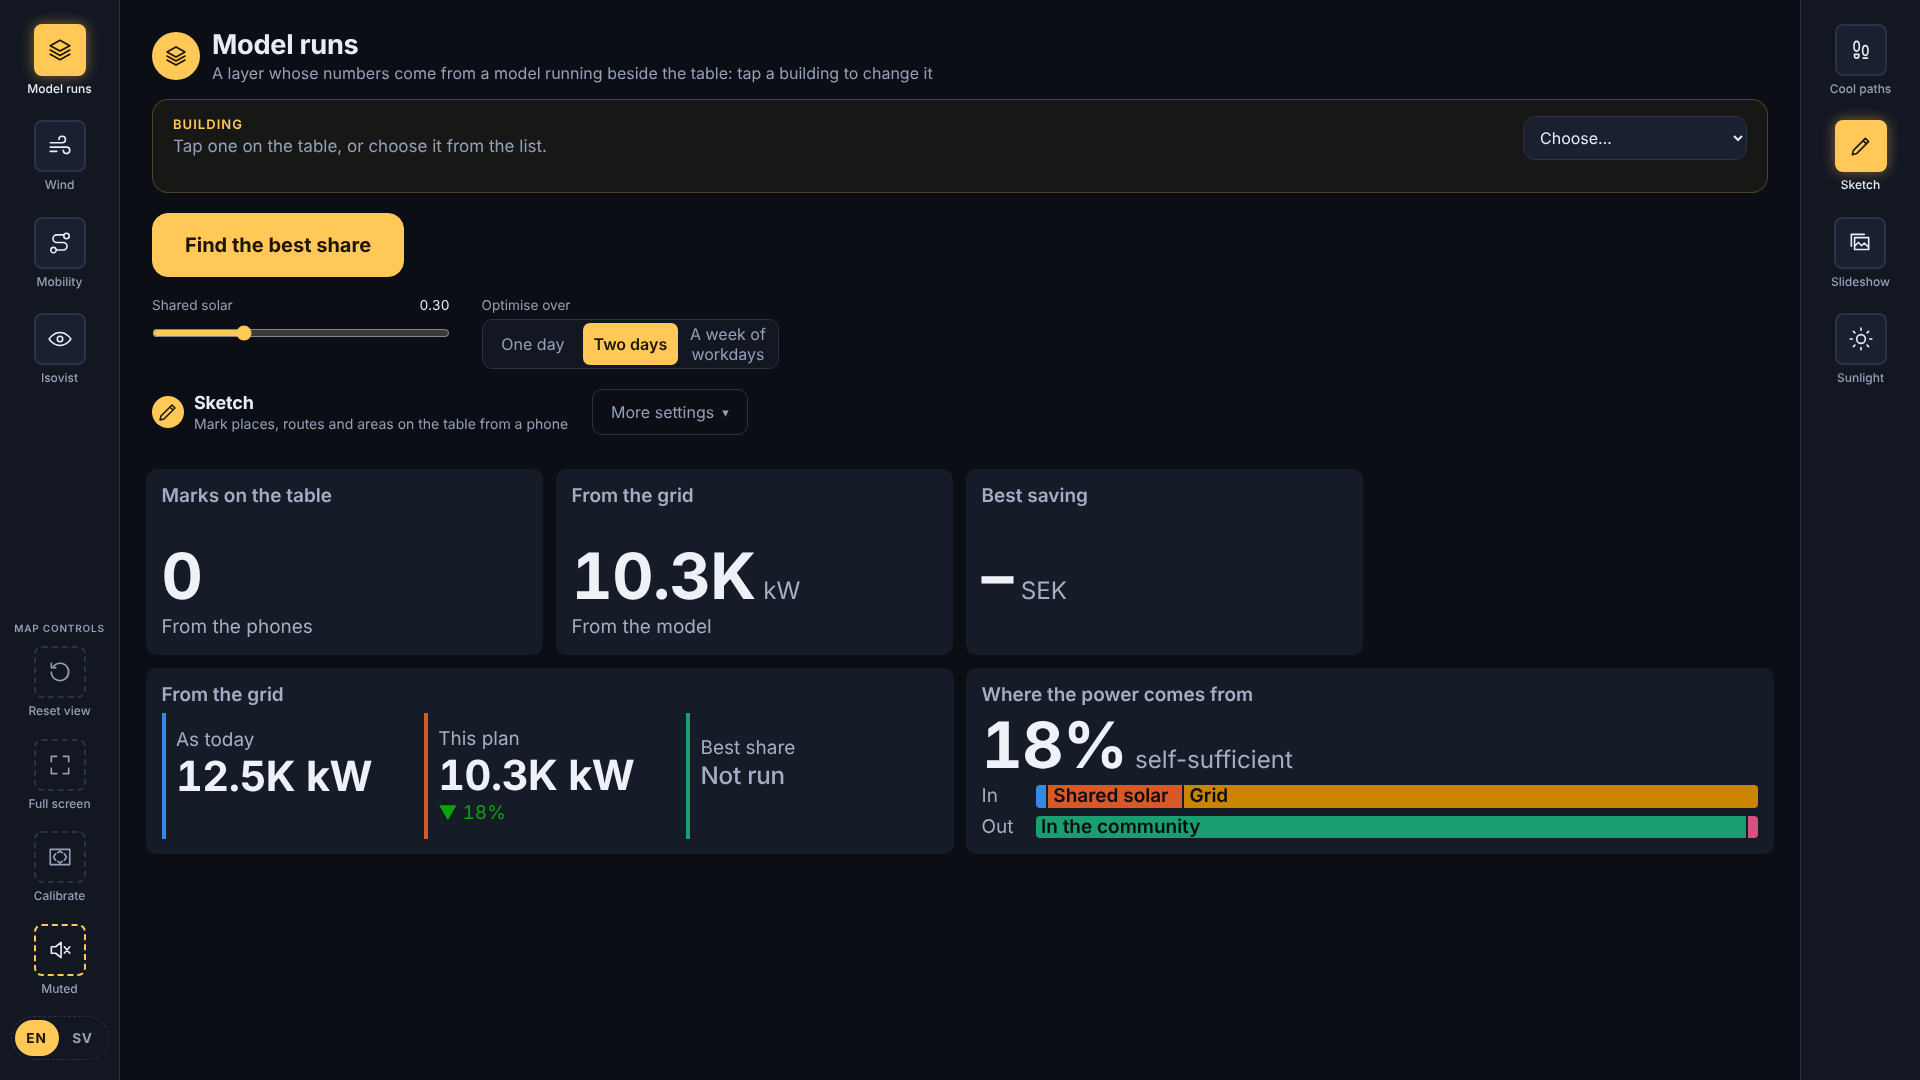 Model runs
Wind
Mobility
Isovist
MAP CONTROLS
Reset view
Full screen
Calibrate
Muted
EN SV
Model runs
A layer whose numbers come from a model running beside the table: tap a building to change it
BUILDING
Tap one on the table, or choose it from the list.
Choose...
Find the best share
Shared solar 0.30
Optimise over
One day
Two days
A week of
workdays
Sketch
Mark places, routes and areas on the table from a phone
More settings ▾
Marks on the table
0
From the phones
From the grid
10.3K kW
From the model
Best saving
– SEK
From the grid
As today
12.5K kW
This plan
10.3K kW
▼ 18%
Best share
Not run
Where the power comes from
18% self-sufficient
In Shared solar Grid
Out In the community
Cool paths
Sketch
Slideshow
Sunlight